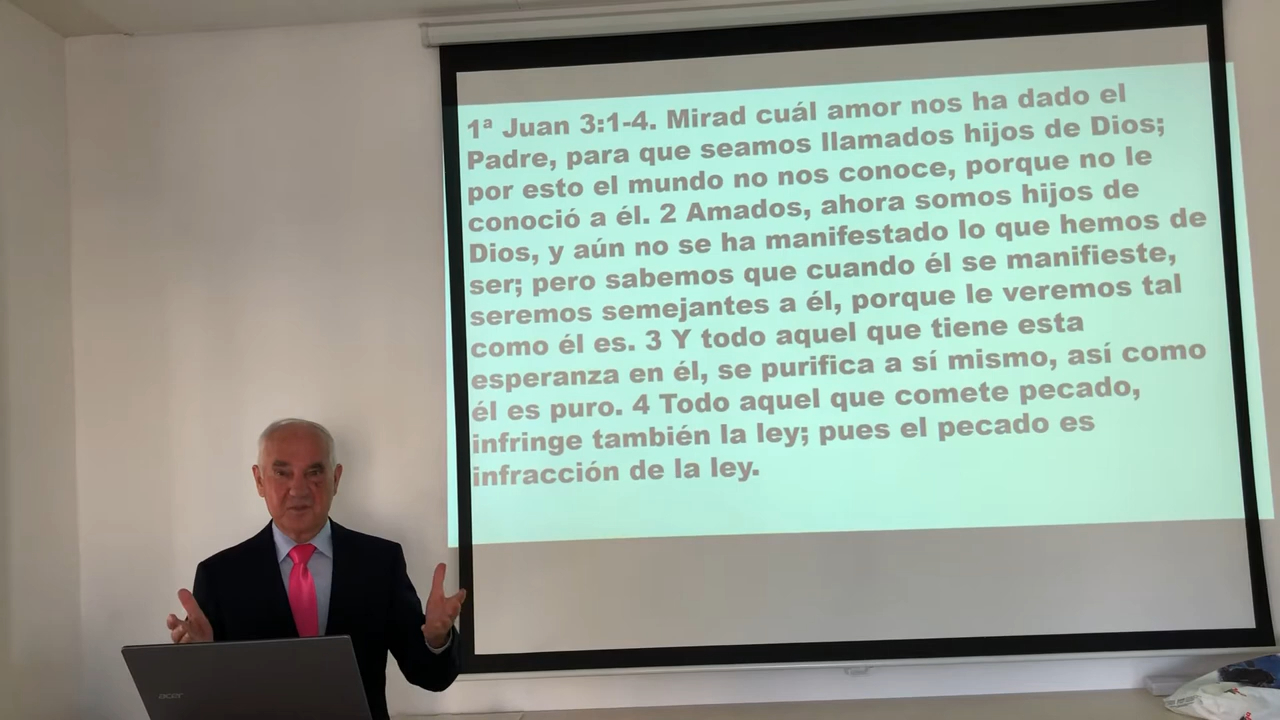 1ª Juan 3:1-4. Mirad cuál amor nos ha dado el
Padre, para que seamos llamados hijos de Dios;
por esto el mundo no nos conoce, porque no le
conoció a él. 2 Amados, ahora somos hijos de
Dios, y aún no se ha manifestado lo que hemos de
ser; pero sabemos que cuando él se manifieste,
seremos semejantes a él, porque le veremos tal
como él es. 3 Y todo aquel que tiene esta
esperanza en él, se purifica a sí mismo, así como
él es puro. 4 Todo aquel que comete pecado,
infringe también la ley; pues el pecado es
infracción de la ley.
acer